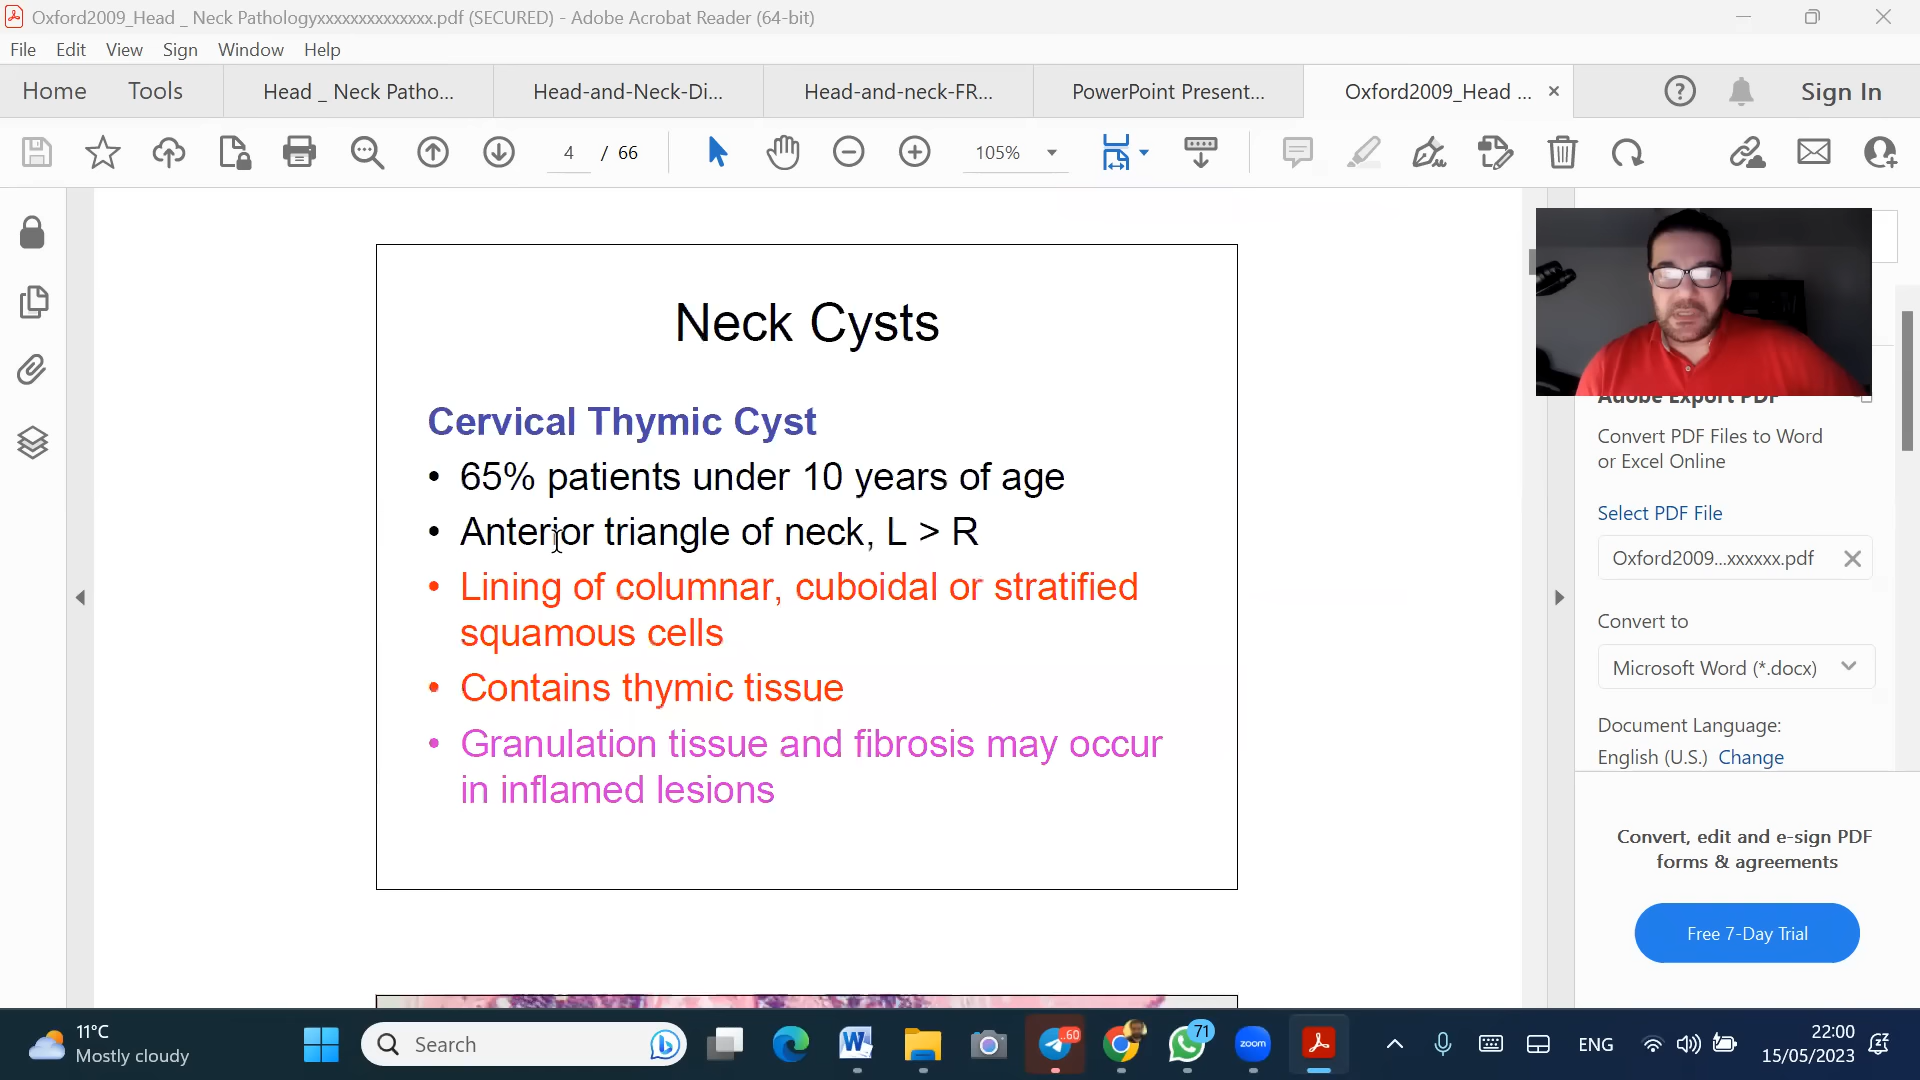 Oxford2009_Head _ Neck Pathologyxxxxxxxxxxxxxx.pdf (SECURED) - Adobe Acrobat Reader (64-bit)
File Edit View Sign Window Help
Home Tools Head _ Neck Patho... Head-and-Neck-Di... Head-and-neck-FR... PowerPoint Present... Oxford2009_Head ... Sign In
4 / 66 105%
Neck Cysts
Cervical Thymic Cyst
• 65% patients under 10 years of age
• Anterior triangle of neck, L > R
• Lining of columnar, cuboidal or stratified
squamous cells
• Contains thymic tissue
• Granulation tissue and fibrosis may occur
in inflamed lesions
Adobe Export PDF
Convert PDF Files to Word
or Excel Online
Select PDF File
Oxford2009...xxxxxx.pdf
Convert to
Microsoft Word (*.docx)
Document Language:
English (U.S.) Change
Convert, edit and e-sign PDF
forms & agreements
Free 7-Day Trial
11°C
Mostly cloudy
Search
60
71
zoom
ENG
22:00
15/05/2023